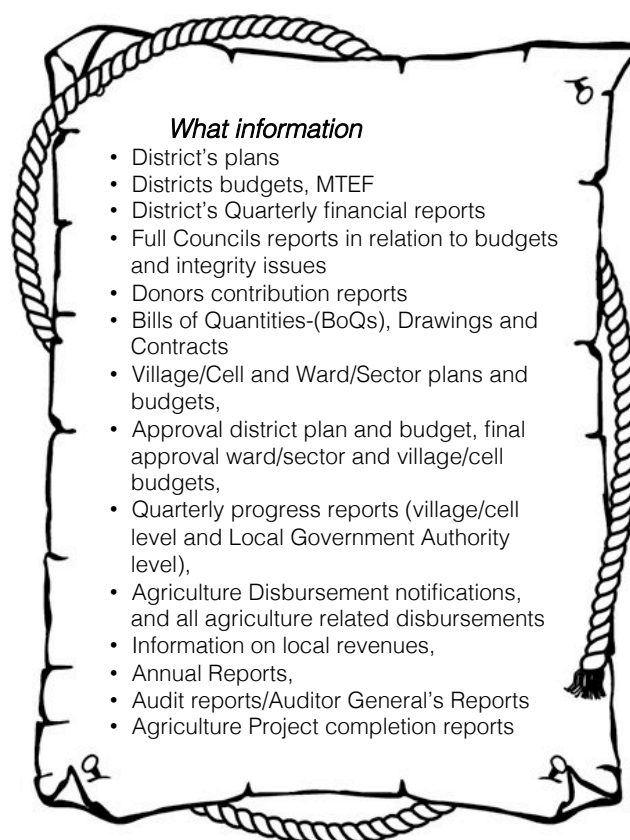 What information
• District's plans
• Districts budgets, MTEF
• District's Quarterly financial reports
• Full Councils reports in relation to budgets
and integrity issues
• Donors contribution reports
• Bills of Quantities-(BoQs), Drawings and
Contracts
• Village/Cell and Ward/Sector plans and
budgets,
• Approval district plan and budget, final
approval ward/sector and village/cell
budgets,
• Quarterly progress reports (village/cell
level and Local Government Authority
level),
• Agriculture Disbursement notifications,
and all agriculture related disbursements
• Information on local revenues,
• Annual Reports,
• Audit reports/Auditor General's Reports
• Agriculture Project completion reports